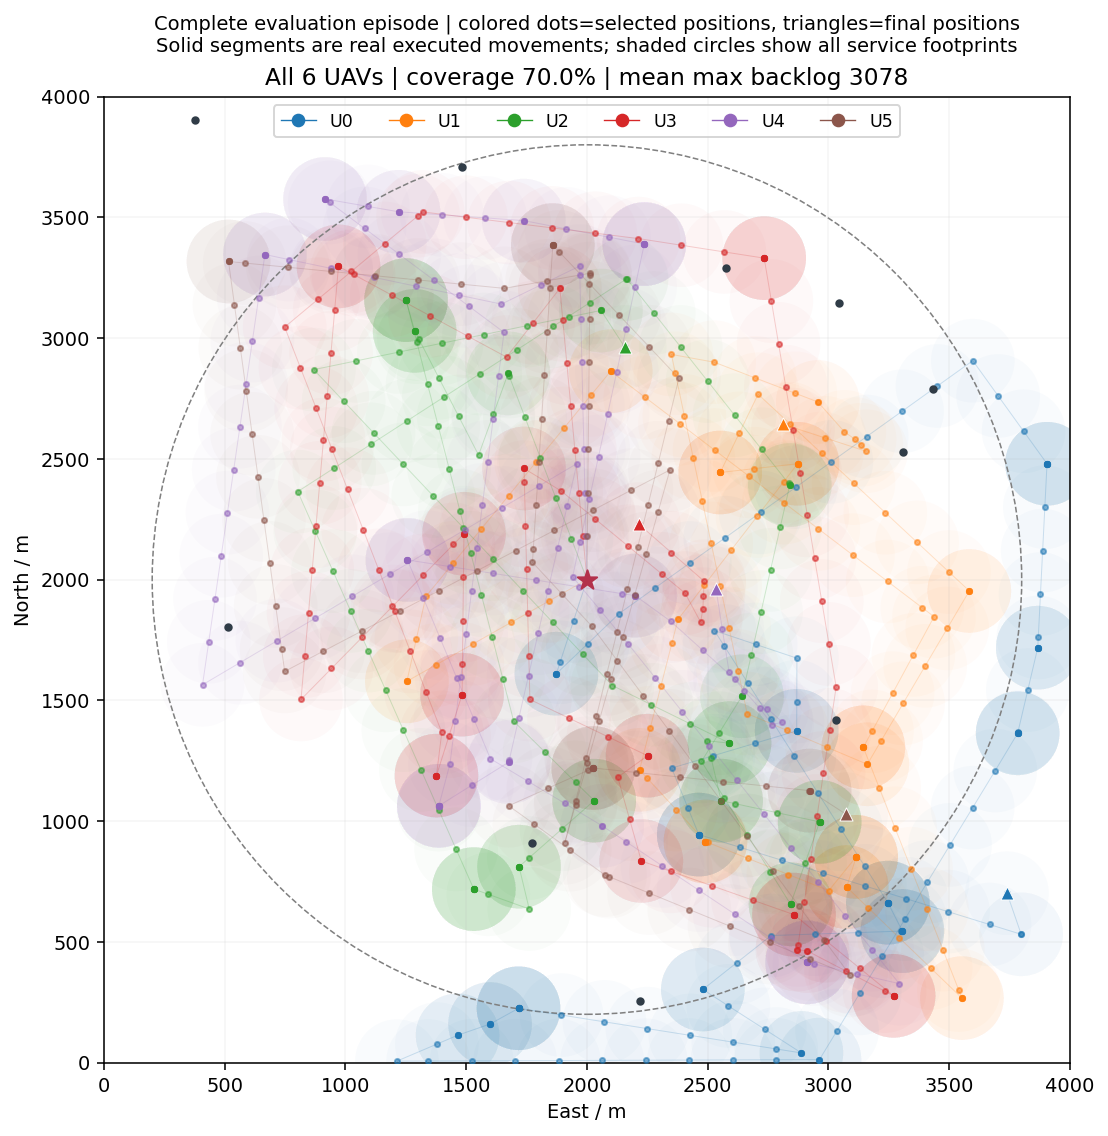 Complete evaluation episode | colored dots=selected positions, triangles=final positions
Solid segments are real executed movements; shaded circles show all service footprints
All 6 UAVs | coverage 70.0% | mean max backlog 3078
U0 U1 U2 U3 U4 U5
4000
3500
3000
2500
2000
1500
1000
500
0
North / m
0 500 1000 1500 2000 2500 3000 3500 4000
East / m